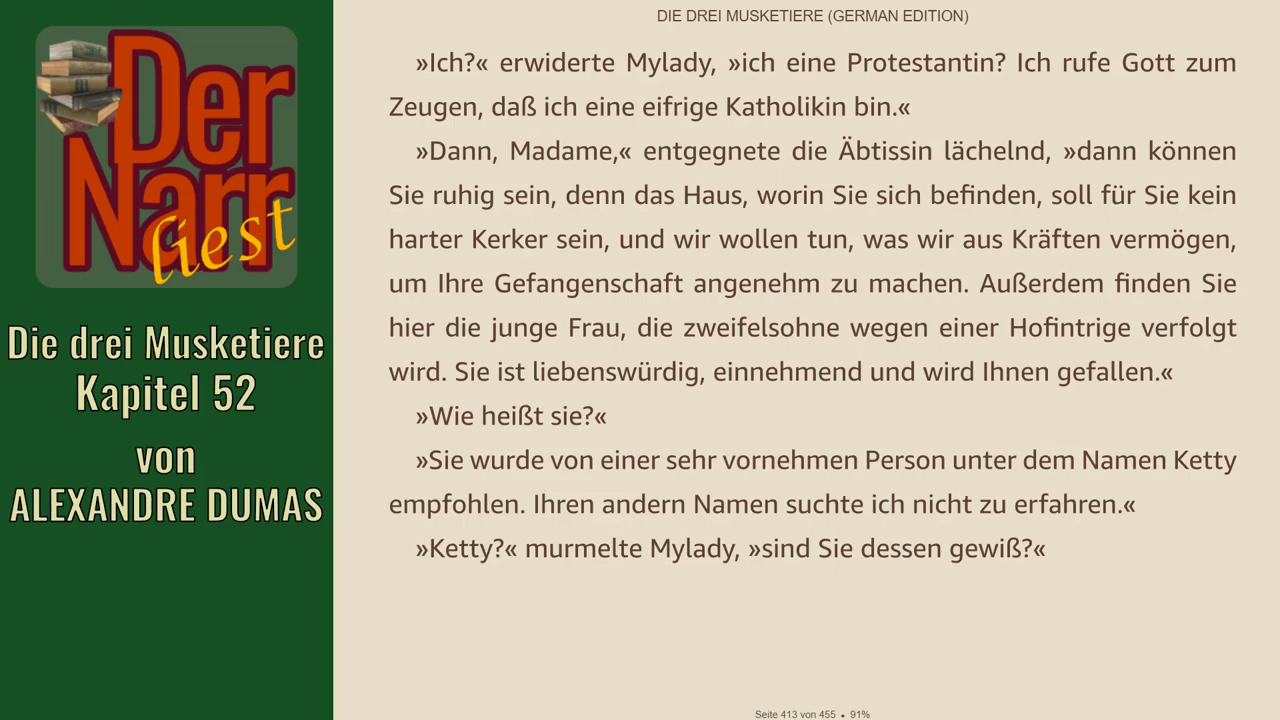 Der
Narr
liest
Die drei Musketiere
Kapitel 52
von
ALEXANDRE DUMAS
DIE DREI MUSKETIERE (GERMAN EDITION)
»Ich?« erwiderte Mylady, »ich eine Protestantin? Ich rufe Gott zum
Zeugen, daß ich eine eifrige Katholikin bin.«
»Dann, Madame,« entgegnete die Äbtissin lächelnd, »dann können
Sie ruhig sein, denn das Haus, worin Sie sich befinden, soll für Sie kein
harter Kerker sein, und wir wollen tun, was wir aus Kräften vermögen,
um Ihre Gefangenschaft angenehm zu machen. Außerdem finden Sie
hier die junge Frau, die zweifelsohne wegen einer Hofintrige verfolgt
wird. Sie ist liebenswürdig, einnehmend und wird Ihnen gefallen.«
»Wie heißt sie?«
»Sie wurde von einer sehr vornehmen Person unter dem Namen Ketty
empfohlen. Ihren andern Namen suchte ich nicht zu erfahren.«
»Ketty?« murmelte Mylady, »sind Sie dessen gewiß?«
Seite 413 von 455 • 91%